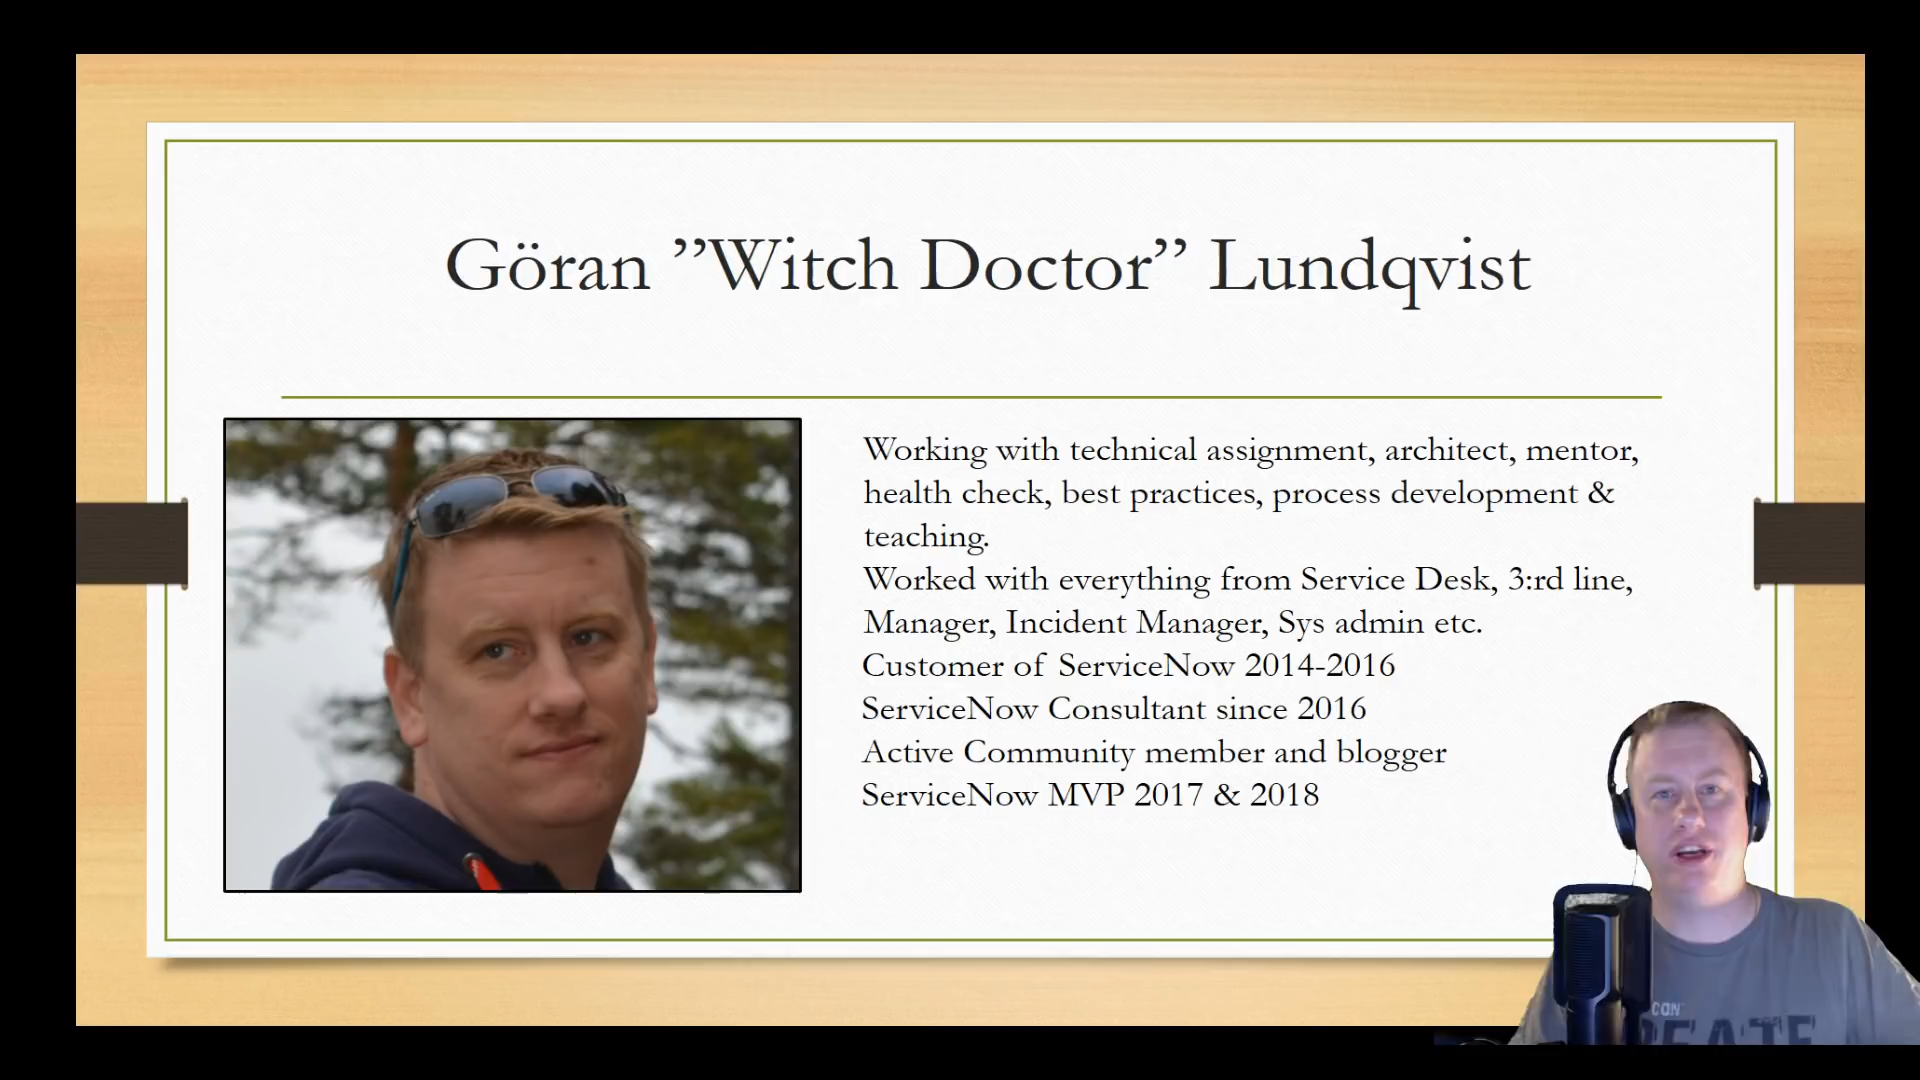 Göran ”Witch Doctor” Lundqvist
Working with technical assignment, architect, mentor,
health check, best practices, process development &
teaching.
Worked with everything from Service Desk, 3:rd line,
Manager, Incident Manager, Sys admin etc.
Customer of ServiceNow 2014-2016
ServiceNow Consultant since 2016
Active Community member and blogger
ServiceNow MVP 2017 & 2018
CON